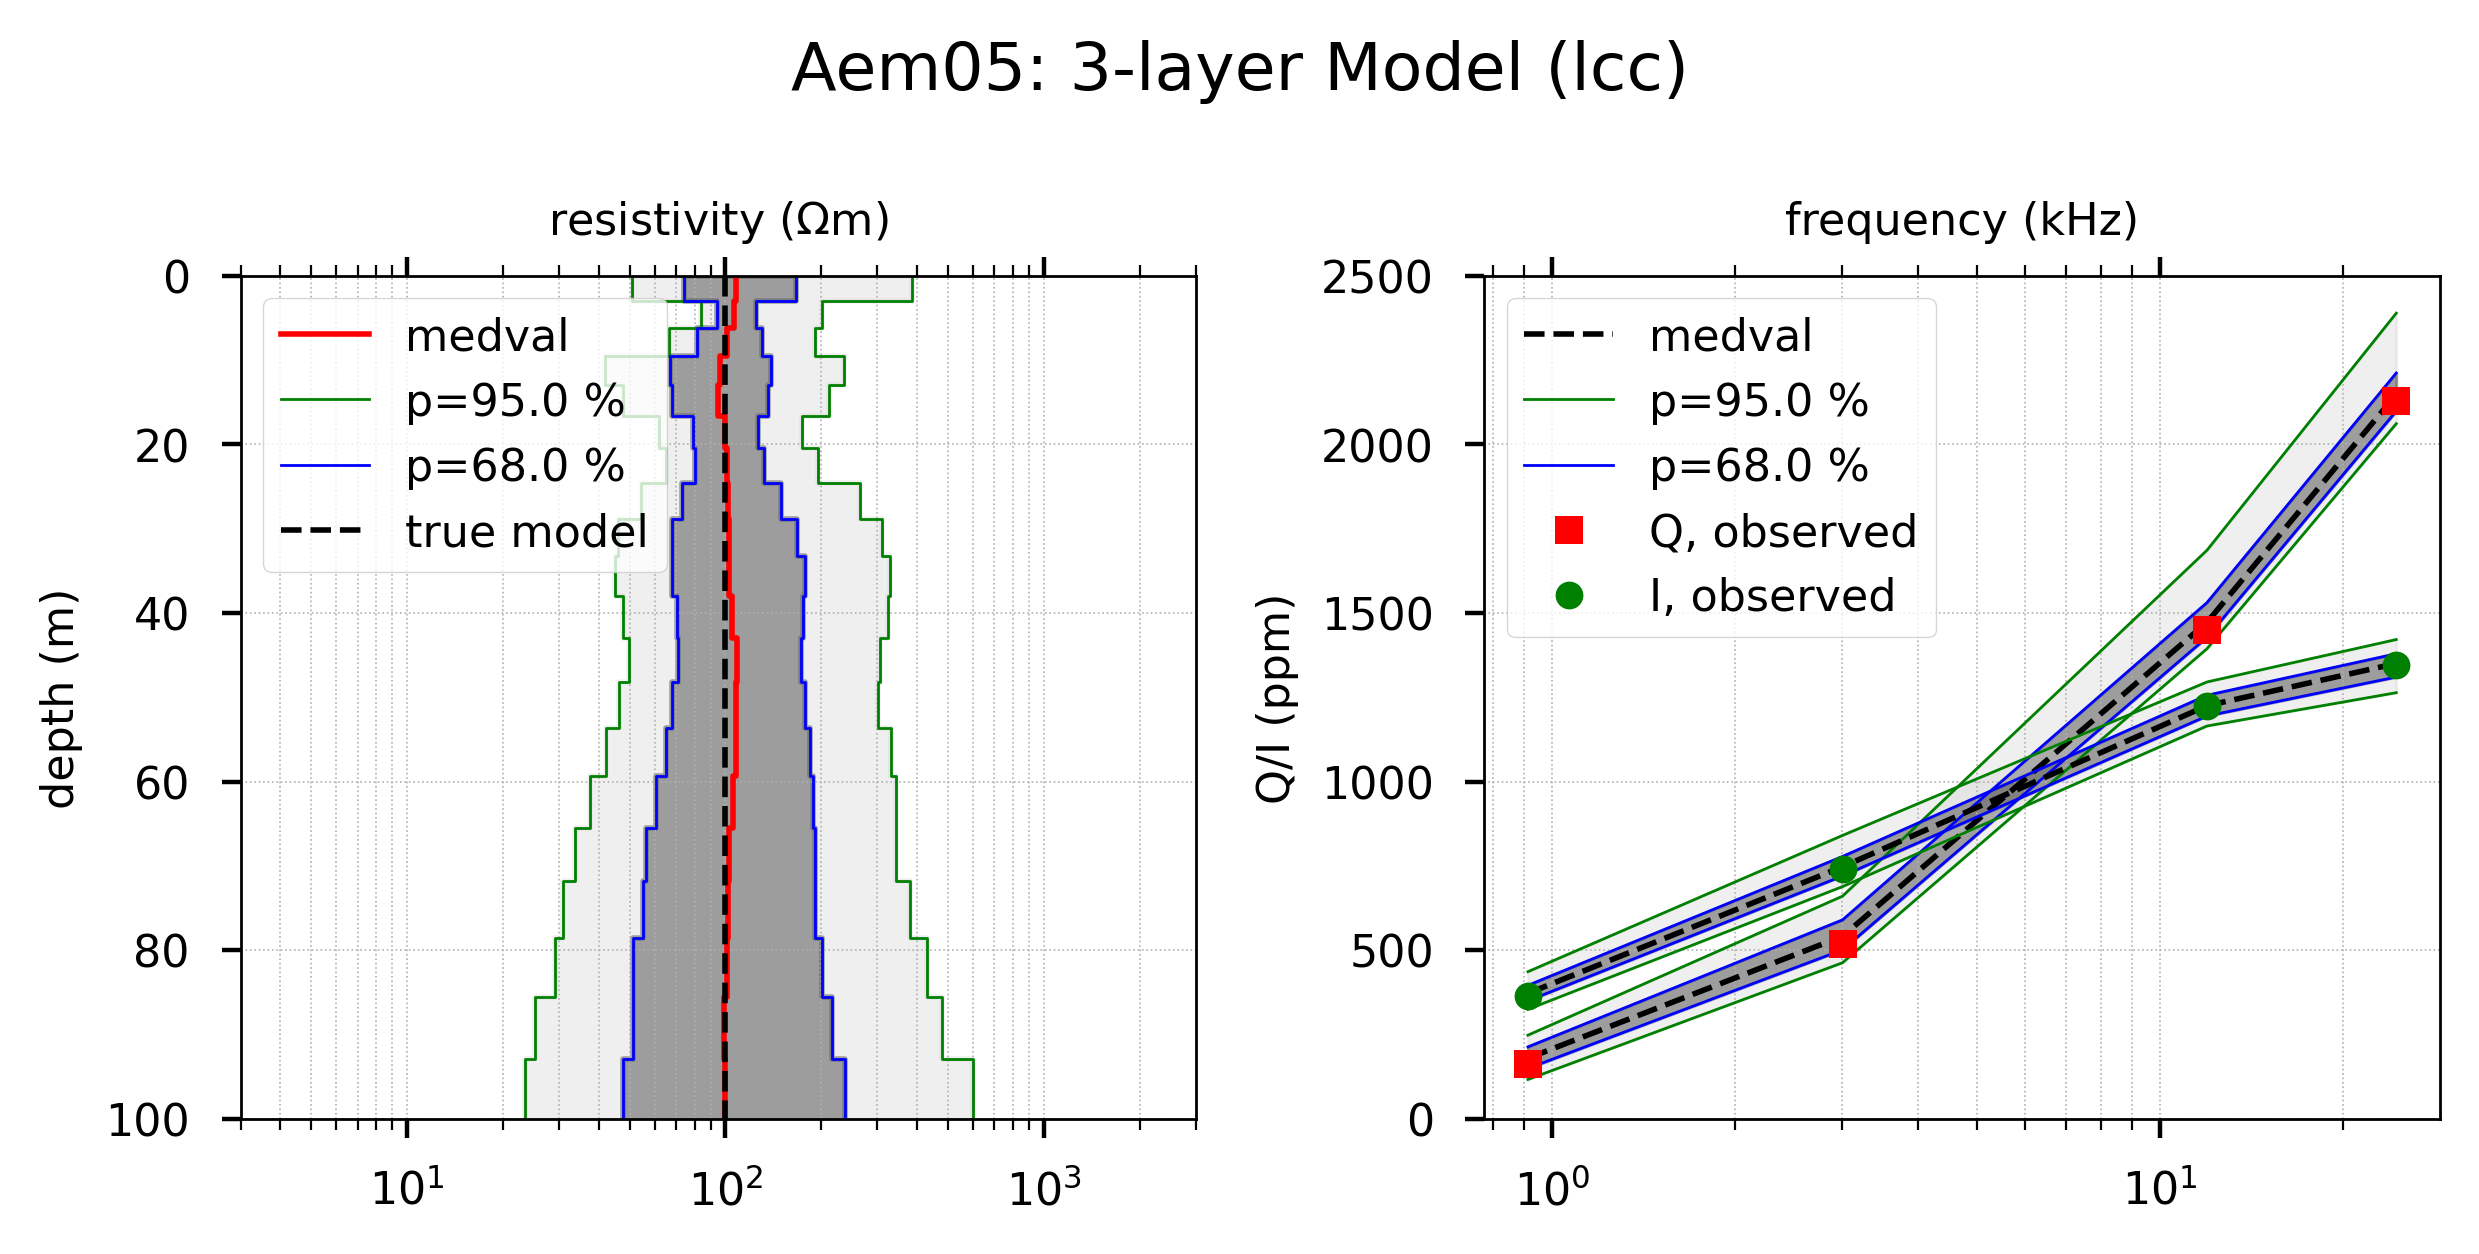 Aem05: 3-layer Model (lcc)
resistivity (Ωm)
0
20
40
60
80
100
depth (m)
medval
p=95.0 %
p=68.0 %
true model
10¹
10²
10³
frequency (kHz)
2500
2000
1500
1000
500
0
Q/I (ppm)
medval
p=95.0 %
p=68.0 %
Q, observed
I, observed
10⁰
10¹